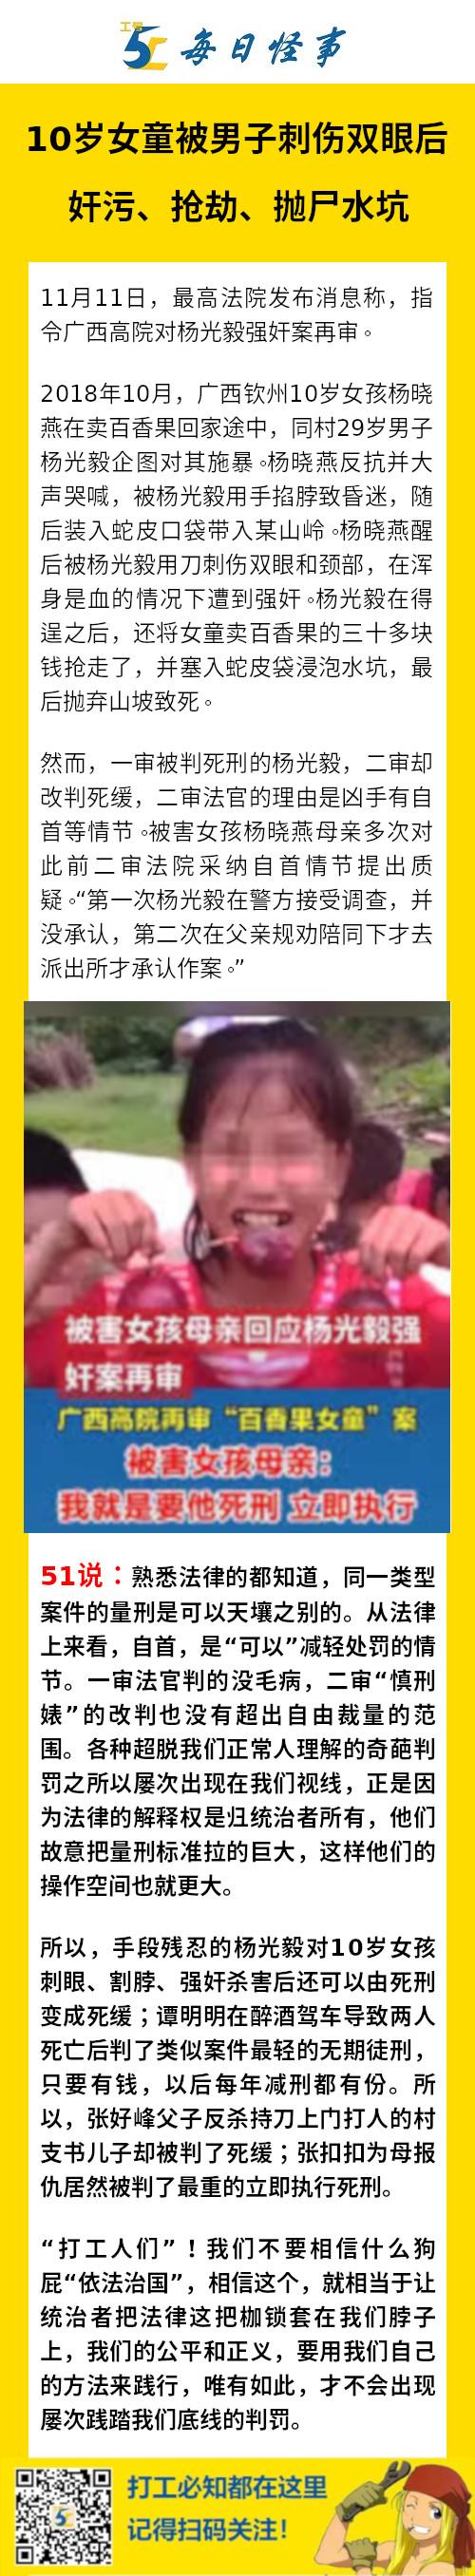 工号
51
每日怪事
10岁女童被男子刺伤双眼后
奸污、抢劫、抛尸水坑
11月11日，最高法院发布消息称，指
令广西高院对杨光毅强奸案再审。
2018年10月，广西钦州10岁女孩杨晓
燕在卖百香果回家途中，同村29岁男子
杨光毅企图对其施暴。杨晓燕反抗并大
声哭喊，被杨光毅用手掐脖致昏迷，随
后装入蛇皮口袋带入某山岭。杨晓燕醒
后被杨光毅用刀刺伤双眼和颈部，在浑
身是血的情况下遭到强奸。杨光毅在得
逞之后，还将女童卖百香果的三十多块
钱抢走了，并塞入蛇皮袋浸泡水坑，最
后抛弃山坡致死。
然而，一审被判死刑的杨光毅，二审却
改判死缓，二审法官的理由是凶手有自
首等情节。被害女孩杨晓燕母亲多次对
此前二审法院采纳自首情节提出质
疑。“第一次杨光毅在警方接受调查，并
没承认，第二次在父亲规劝陪同下才去
派出所才承认作案。”
被害女孩母亲回应杨光毅强
奸案再审
广西高院再审“百香果女童”案
被害女孩母亲：
我就是要他死刑 立即执行
51说：熟悉法律的都知道，同一类型
案件的量刑是可以天壤之别的。从法律
上来看，自首，是“可以”减轻处罚的情
节。一审法官判的没毛病，二审“慎刑
婊”的改判也没有超出自由裁量的范
围。各种超脱我们正常人理解的奇葩判
罚之所以屡次出现在我们视线，正是因
为法律的解释权是归统治者所有，他们
故意把量刑标准拉的巨大，这样他们的
操作空间也就更大。
所以，手段残忍的杨光毅对10岁女孩
刺眼、割脖、强奸杀害后还可以由死刑
变成死缓；谭明明在醉酒驾车导致两人
死亡后判了类似案件最轻的无期徒刑，
只要有钱，以后每年减刑都有份。所
以，张好峰父子反杀持刀上门打人的村
支书儿子却被判了死缓；张扣扣为母报
仇居然被判了最重的立即执行死刑。
“打工人们”！我们不要相信什么狗
屁“依法治国”，相信这个，就相当于让
统治者把法律这把枷锁套在我们脖子
上，我们的公平和正义，要用我们自己
的方法来践行，唯有如此，才不会出现
屡次践踏我们底线的判罚。
打工必知都在这里
记得扫码关注！